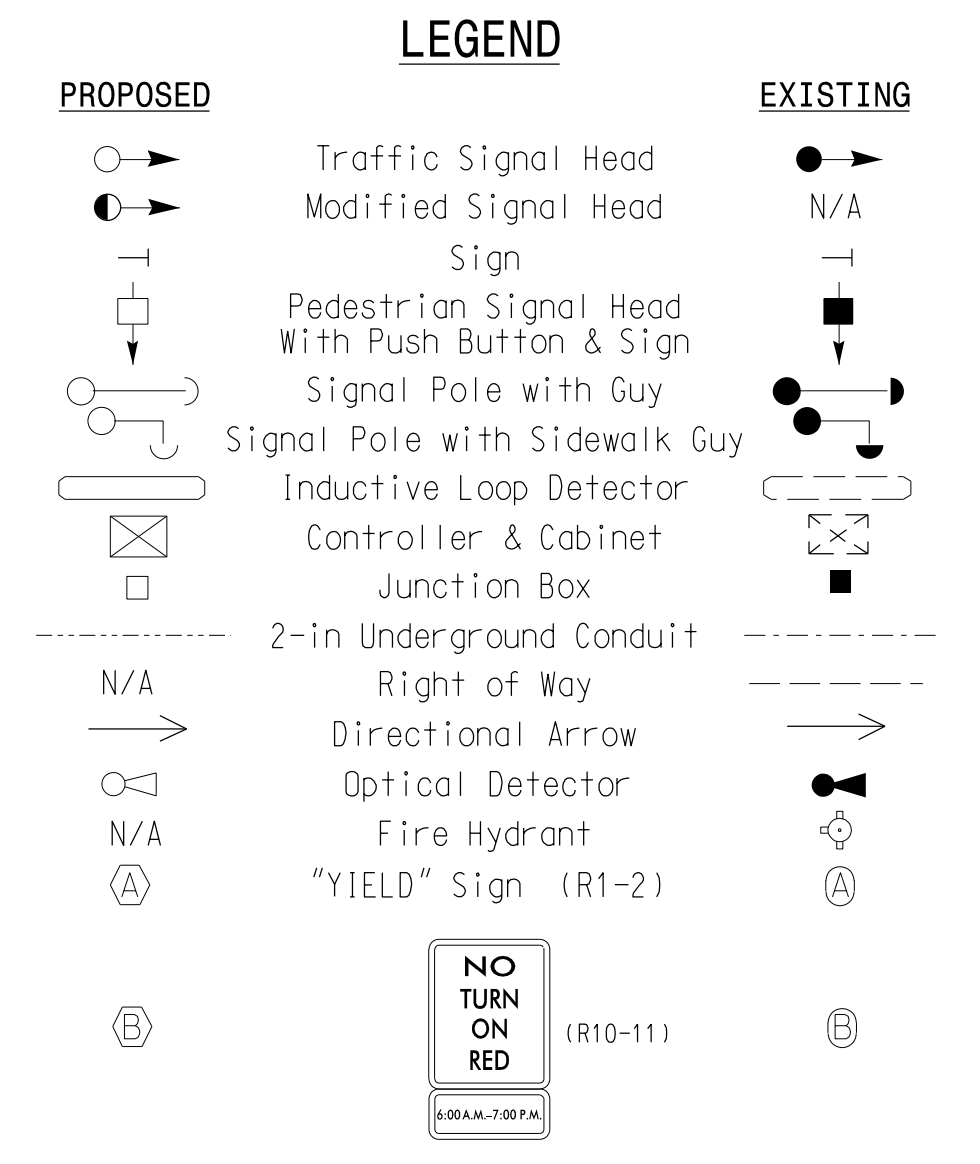 LEGEND
PROPOSED EXISTING
Traffic Signal Head
Modified Signal Head N/A
Sign
Pedestrian Signal Head
With Push Button & Sign
Signal Pole with Guy
Signal Pole with Sidewalk Guy
Inductive Loop Detector
Controller & Cabinet
Junction Box
2-in Underground Conduit
N/A Right of Way
Directional Arrow
Optical Detector
N/A Fire Hydrant
A "YIELD" Sign (R1-2) A
NO
TURN
ON
RED
B (R10-11) B
6:00 A.M.–7:00 P.M.